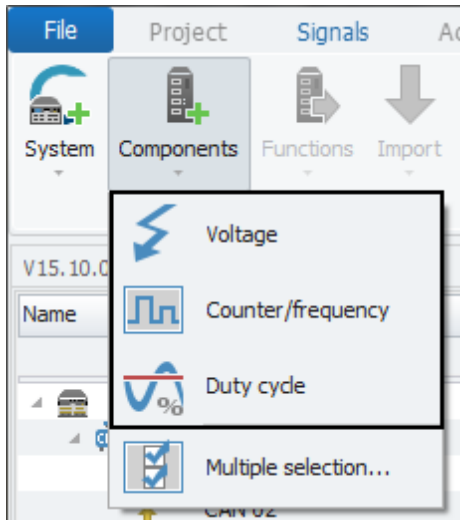 File Project Signals
System Components Functions Import
Voltage
V15.10.0
Counter/frequency
Name
Duty cycle
%
Multiple selection...
CAN 02